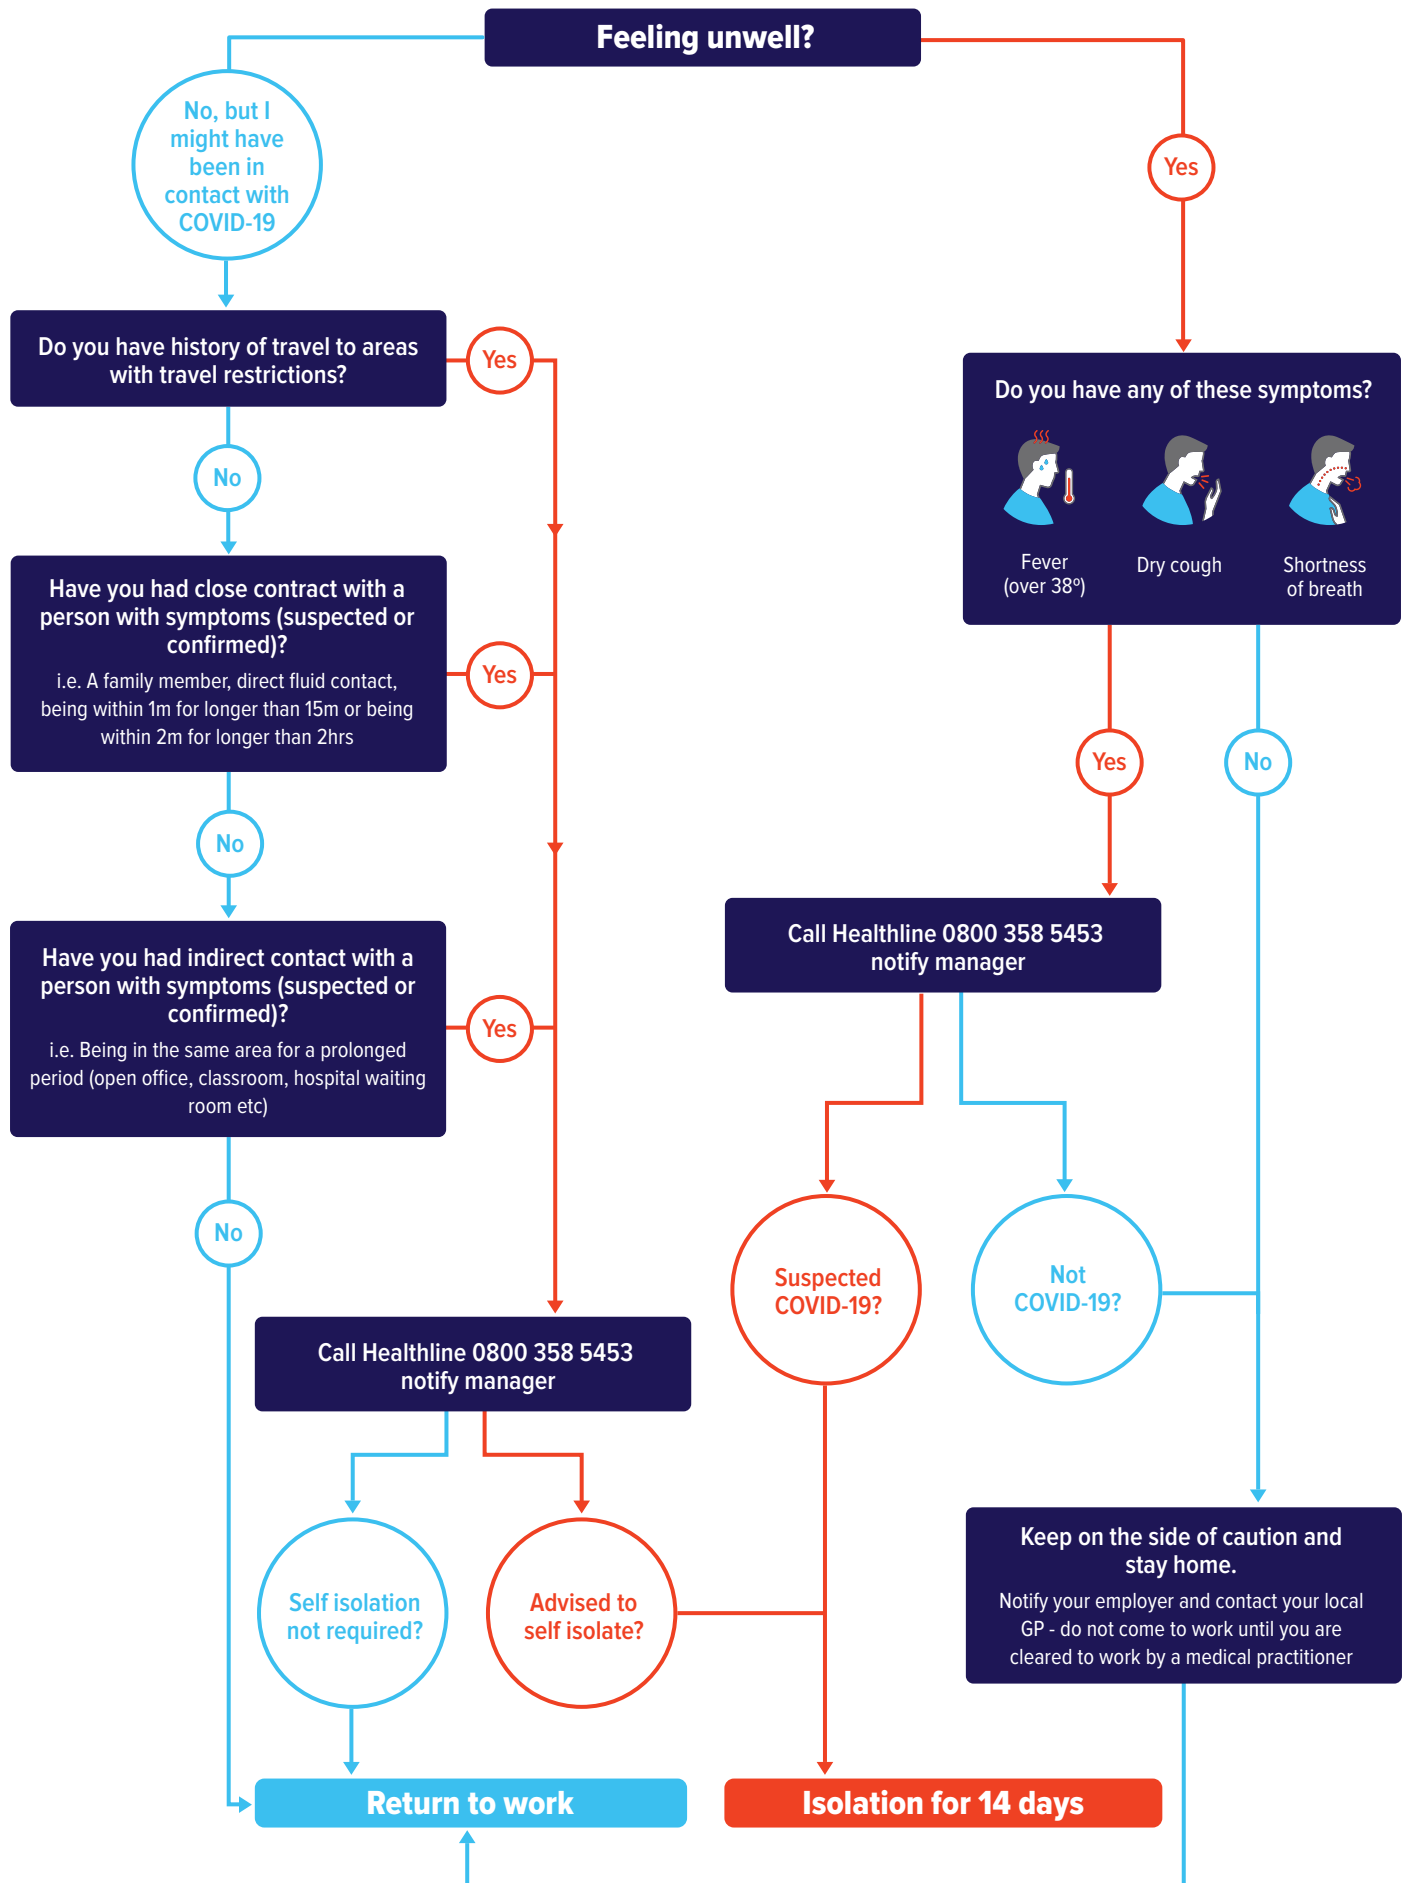 Feeling unwell?
No, but I
might have
been in
contact with
COVID-19
Yes
Do you have history of travel to areas
with travel restrictions?
Yes
No
Have you had close contract with a
person with symptoms (suspected or
confirmed)?
i.e. A family member, direct fluid contact,
being within 1m for longer than 15m or being
within 2m for longer than 2hrs
Yes
No
Have you had indirect contact with a
person with symptoms (suspected or
confirmed)?
i.e. Being in the same area for a prolonged
period (open office, classroom, hospital waiting
room etc)
Yes
No
Call Healthline 0800 358 5453
notify manager
Self isolation
not required?
Advised to
self isolate?
Do you have any of these symptoms?
Fever
(over 38º)
Dry cough
Shortness
of breath
Yes
No
Call Healthline 0800 358 5453
notify manager
Suspected
COVID-19?
Not
COVID-19?
Keep on the side of caution and
stay home.
Notify your employer and contact your local
GP - do not come to work until you are
cleared to work by a medical practitioner
Return to work
Isolation for 14 days